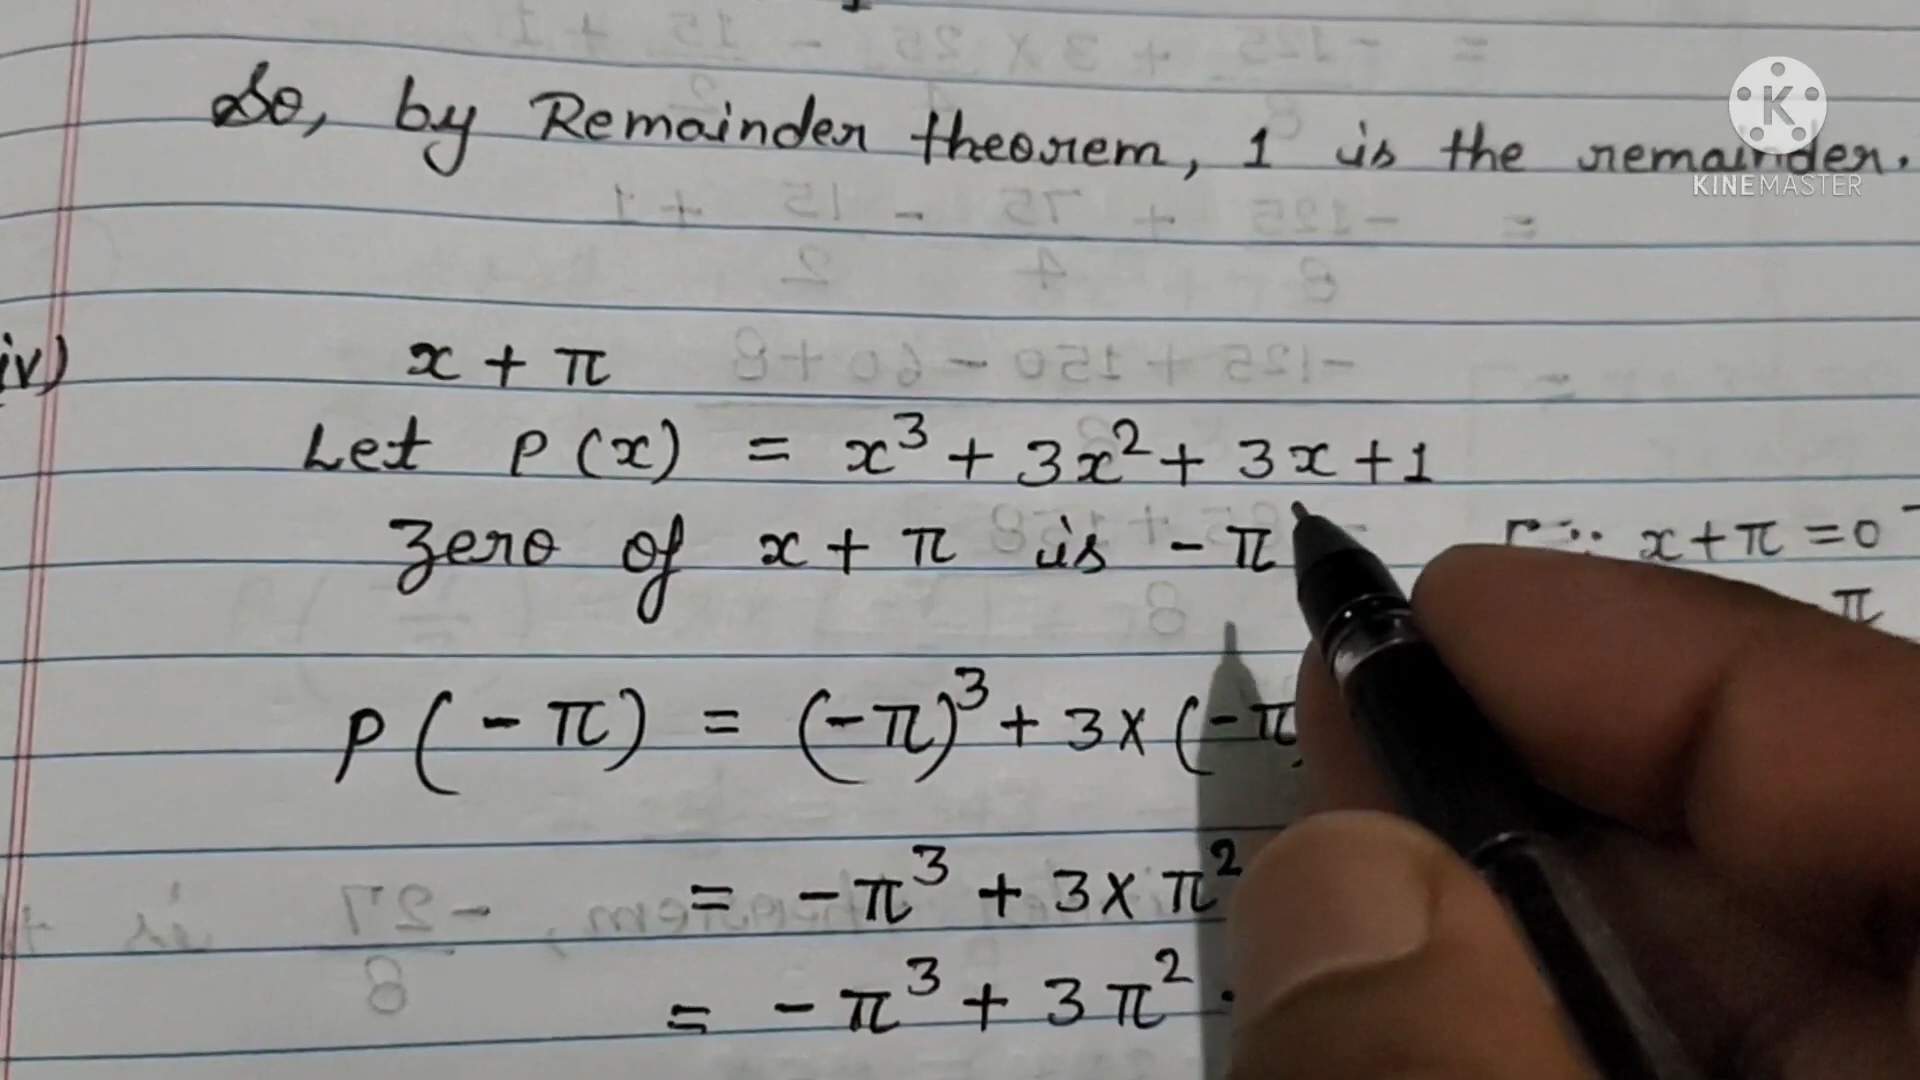 So, by Remainder theorem, 1 is the remainder.
KINEMASTER
iv) x + π
Let P(x) = x³ + 3x² + 3x + 1
Zero of x + π is - π [∵ x + π = 0
π
P(-π) = (-π)³ + 3 × (-π)
= -π³ + 3 × π²
= -π³ + 3π²